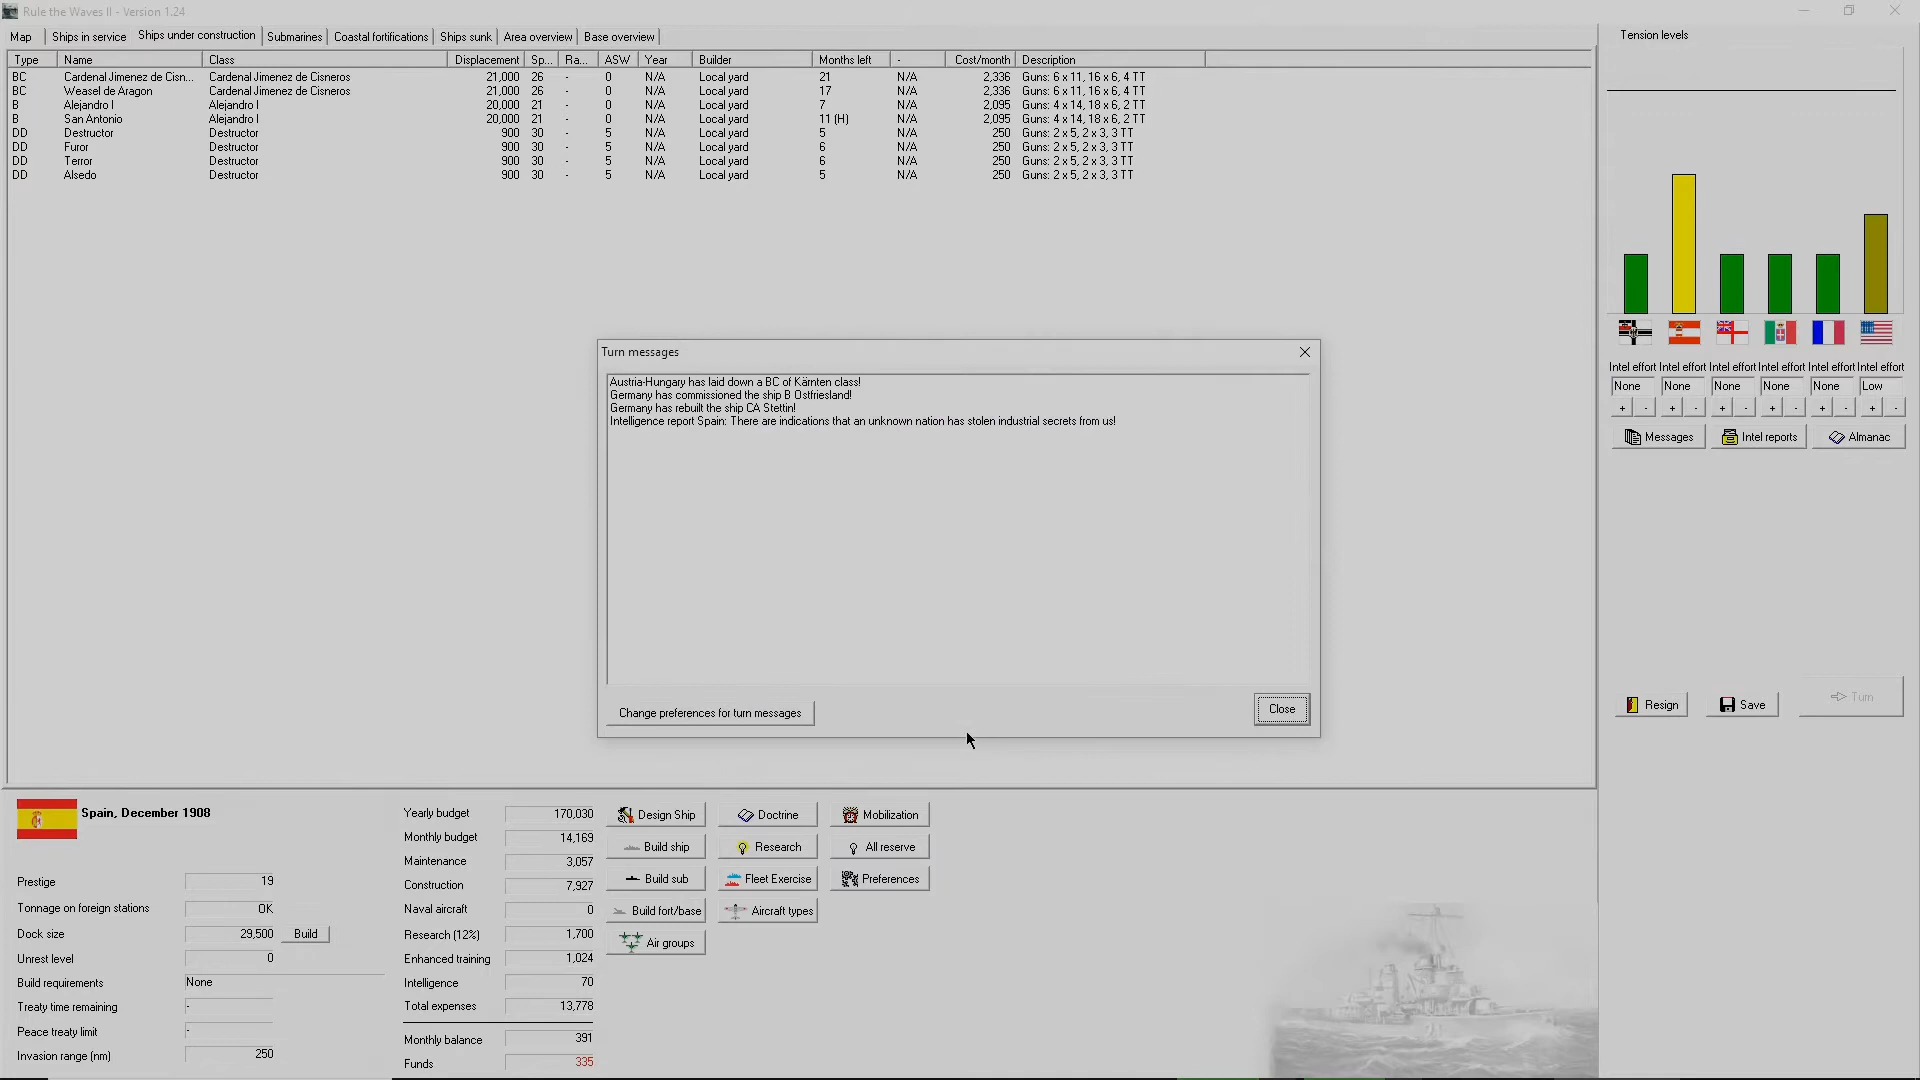 Rule the Waves II - Version 1.24
Map Ships in service Ships under construction Submarines Coastal fortifications Ships sunk Area overview Base overview
Type Name Class Displacement Sp... Ra... ASW Year Builder Months left - Cost/month Description
BC Cardenal Jimenez de Cisn... Cardenal Jimenez de Cisneros 21,000 26 - 0 N/A Local yard 21 N/A 2,336 Guns: 6 x 11, 16 x 6, 4 TT
BC Weasel de Aragon Cardenal Jimenez de Cisneros 21,000 26 - 0 N/A Local yard 17 N/A 2,336 Guns: 6 x 11, 16 x 6, 4 TT
B Alejandro I Alejandro I 20,000 21 - 0 N/A Local yard 7 N/A 2,095 Guns: 4 x 14, 18 x 6, 2 TT
B San Antonio Alejandro I 20,000 21 - 0 N/A Local yard 11 (H) N/A 2,095 Guns: 4 x 14, 18 x 6, 2 TT
DD Destructor Destructor 900 30 - 5 N/A Local yard 5 N/A 250 Guns: 2 x 5, 2 x 3, 3 TT
DD Furor Destructor 900 30 - 5 N/A Local yard 6 N/A 250 Guns: 2 x 5, 2 x 3, 3 TT
DD Terror Destructor 900 30 - 5 N/A Local yard 6 N/A 250 Guns: 2 x 5, 2 x 3, 3 TT
DD Alsedo Destructor 900 30 - 5 N/A Local yard 5 N/A 250 Guns: 2 x 5, 2 x 3, 3 TT
Turn messages
Austria-Hungary has laid down a BC of Kärnten class!
Germany has commissioned the ship B Ostfriesland!
Germany has rebuilt the ship CA Stettin!
Intelligence report Spain: There are indications that an unknown nation has stolen industrial secrets from us!
Change preferences for turn messages Close
Tension levels
Intel effort Intel effort Intel effort Intel effort Intel effort Intel effort
None None None None None Low
+ - + - + - + - + - + -
Messages Intel reports Almanac
Resign Save Turn
Spain, December 1908
Prestige 19
Tonnage on foreign stations OK
Dock size 29,500 Build
Unrest level 0
Build requirements None
Treaty time remaining -
Peace treaty limit -
Invasion range (nm) 250
Yearly budget 170,030
Monthly budget 14,169
Maintenance 3,057
Construction 7,927
Naval aircraft 0
Research (12%) 1,700
Enhanced training 1,024
Intelligence 70
Total expenses 13,778
Monthly balance 391
Funds 335
Design Ship Doctrine Mobilization
Build ship Research All reserve
Build sub Fleet Exercise Preferences
Build fort/base Aircraft types
Air groups